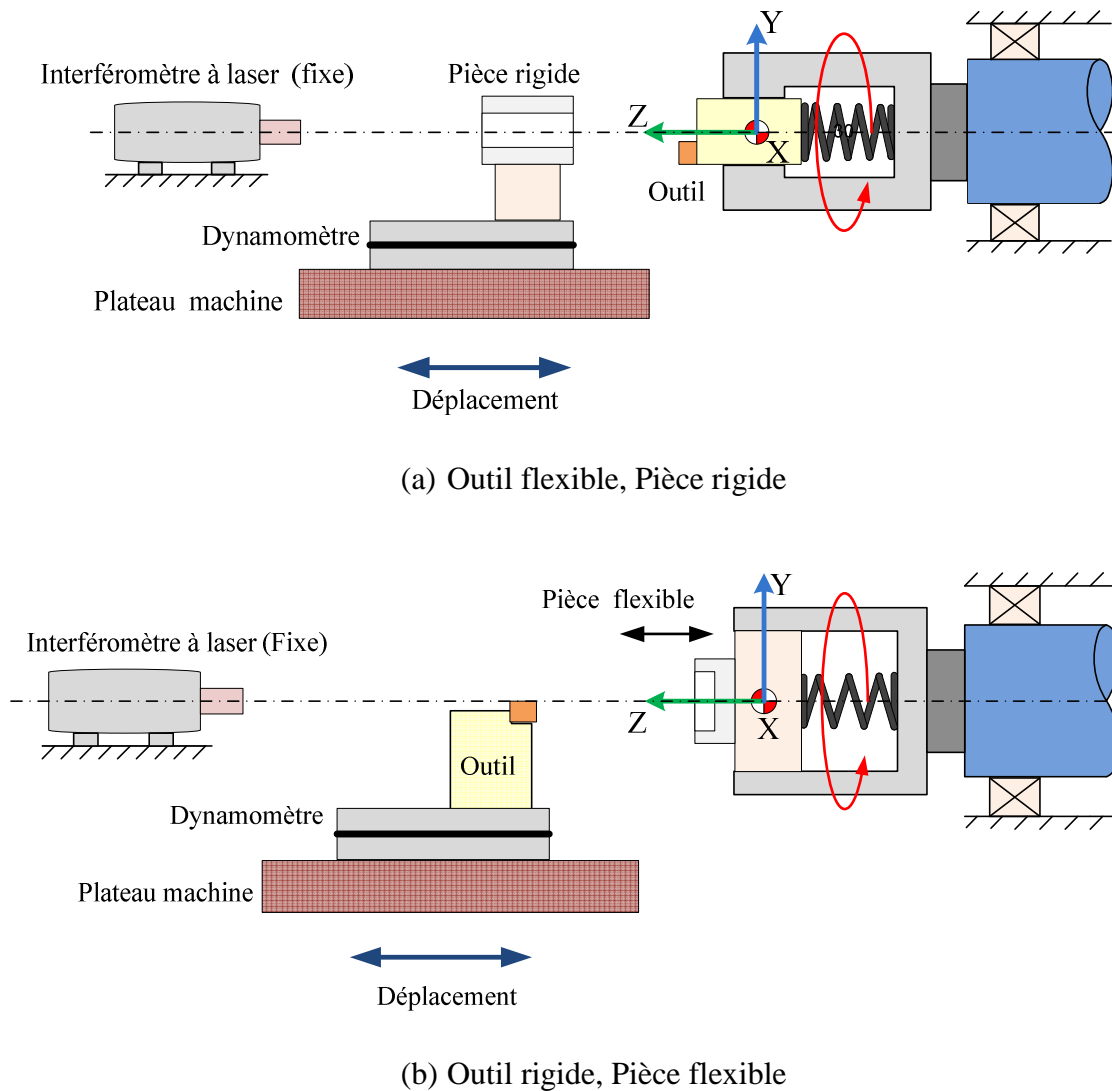 Interféromètre à laser (fixe)
Pièce rigide
Y
Z
30
X
Outil
Dynamomètre
Plateau machine
Déplacement
(a) Outil flexible, Pièce rigide
Pièce flexible
Y
Interféromètre à laser (Fixe)
Z
X
Outil
Dynamomètre
Plateau machine
Déplacement
(b) Outil rigide, Pièce flexible